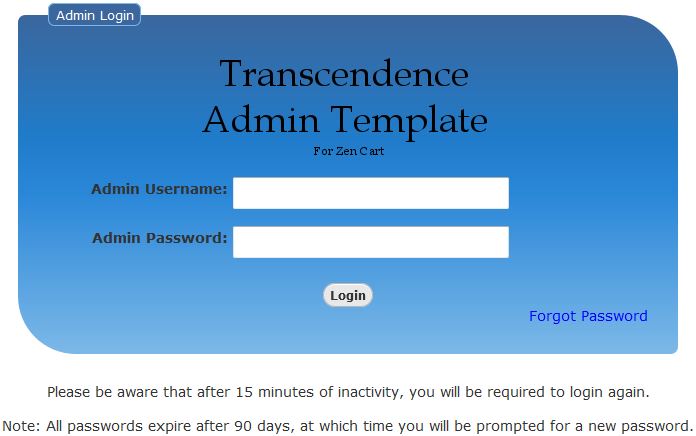 Admin Login
Transcendence
Admin Template
For Zen Cart
Admin Username:
Admin Password:
Login
Forgot Password
Please be aware that after 15 minutes of inactivity, you will be required to login again.
Note: All passwords expire after 90 days, at which time you will be prompted for a new password.